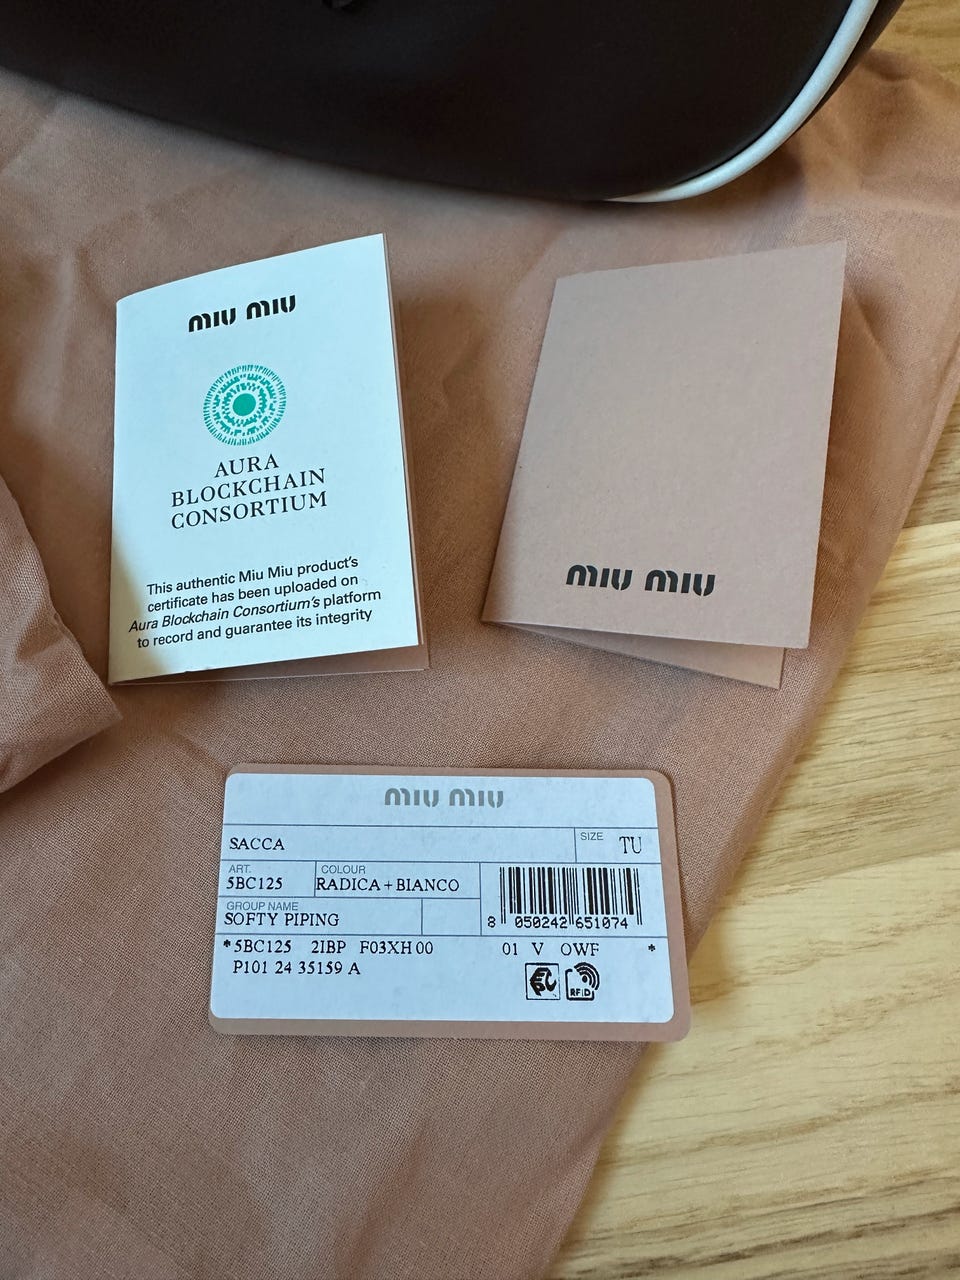 MIU MIU
AURA
BLOCKCHAIN
CONSORTIUM
This authentic Miu Miu product's
certificate has been uploaded on
Aura Blockchain Consortium's platform
to record and guarantee its integrity
MIU MIU
MIU MIU
SACCA
SIZE TU
ART.
5BC125
COLOUR
RADICA + BIANCO
GROUP NAME
SOFTY PIPING
8 050242 651074
*5BC125 2IBP F03XH 00 01 V OWF *
P101 24 35159 A
EPC
RFID